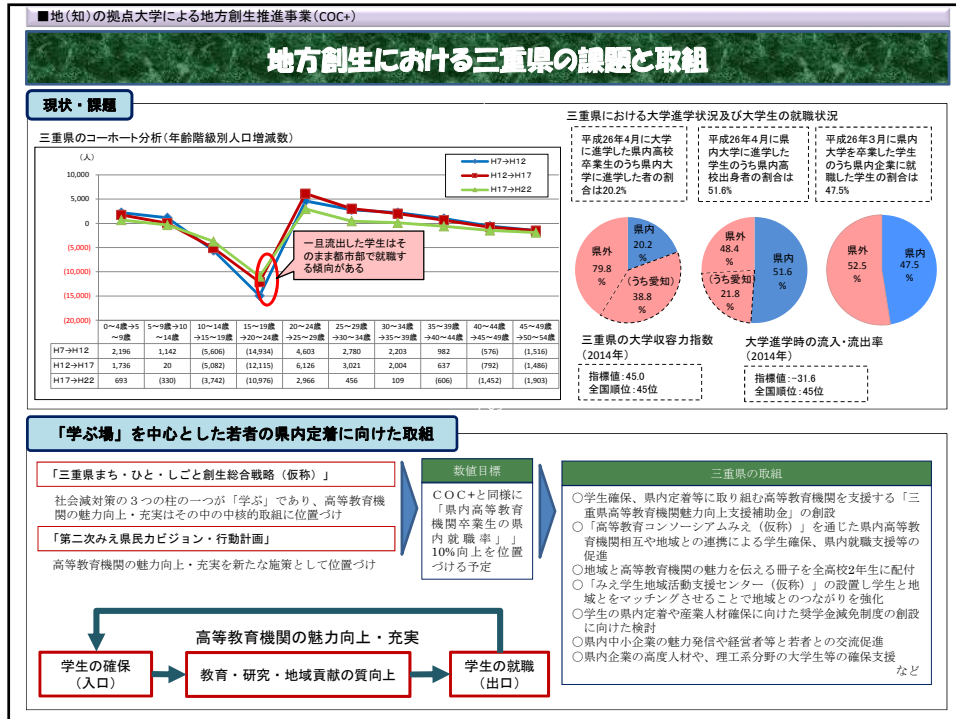 ■地(知)の拠点大学による地方創生推進事業(COC+)
地方創生における三重県の課題と取組
現状・課題
三重県のコーホート分析(年齢階級別人口増減数)
(人)
10,000
5,000
0
(5,000)
(10,000)
(15,000)
(20,000)
H7→H12
H12→H17
H17→H22
一旦流出した学生はそ
のまま都市部で就職す
る傾向がある
0~4歳→5
~9歳
5~9歳→10
~14歳
10~14歳
→15~19歳
15~19歳
→20~24歳
20~24歳
→25~29歳
25~29歳
→30~34歳
30~34歳
→35~39歳
35~39歳
→40~44歳
40~44歳
→45~49歳
45~49歳
→50~54歳
H7→H12 2,196 1,142 (5,606) (14,934) 4,603 2,780 2,203 982 (576) (1,516)
H12→H17 1,736 20 (5,082) (12,115) 6,126 3,021 2,004 637 (792) (1,486)
H17→H22 693 (330) (3,742) (10,976) 2,966 456 109 (606) (1,452) (1,903)
三重県における大学進学状況及び大学生の就職状況
平成26年4月に大学
に進学した県内高校
卒業生のうち県内大
学に進学した者の割
合は20.2%
平成26年4月に県
内大学に進学した
学生のうち県内高
校出身者の割合は
51.6%
平成26年3月に県内
大学を卒業した学生
のうち県内企業に就
職した学生の割合は
47.5%
県内
20.2
%
県外
79.8
%
(うち愛知)
38.8
%
県外
48.4
%
県内
51.6
%
(うち愛知)
21.8
%
県外
52.5
%
県内
47.5
%
三重県の大学収容力指数
(2014年)
指標値:45.0
全国順位:45位
大学進学時の流入・流出率
(2014年)
指標値:-31.6
全国順位:45位
「学ぶ場」を中心とした若者の県内定着に向けた取組
「三重県まち・ひと・しごと創生総合戦略(仮称)」
社会減対策の3つの柱の一つが「学ぶ」であり、高等教育機
関の魅力向上・充実はその中の中核的取組に位置づけ
「第二次みえ県民力ビジョン・行動計画」
高等教育機関の魅力向上・充実を新たな施策として位置づけ
数値目標
COC+と同様に
「県内高等教育
機関卒業生の県
内就職率」」
10%向上を位置
づける予定
三重県の取組
○学生確保、県内定着等に取り組む高等教育機関を支援する「三
重県高等教育機関魅力向上支援補助金」の創設
○「高等教育コンソーシアムみえ(仮称)」を通じた県内高等教
育機関相互や地域との連携による学生確保、県内就職支援等の
促進
○地域と高等教育機関の魅力を伝える冊子を全高校2年生に配付
○「みえ学生地域活動支援センター(仮称)」の設置し学生と地
域とをマッチングさせることで地域とのつながりを強化
○学生の県内定着や産業人材確保に向けた奨学金減免制度の創設
に向けた検討
○県内中小企業の魅力発信や経営者等と若者との交流促進
○県内企業の高度人材や、理工系分野の大学生等の確保支援
など
高等教育機関の魅力向上・充実
学生の確保
(入口)
教育・研究・地域貢献の質向上
学生の就職
(出口)